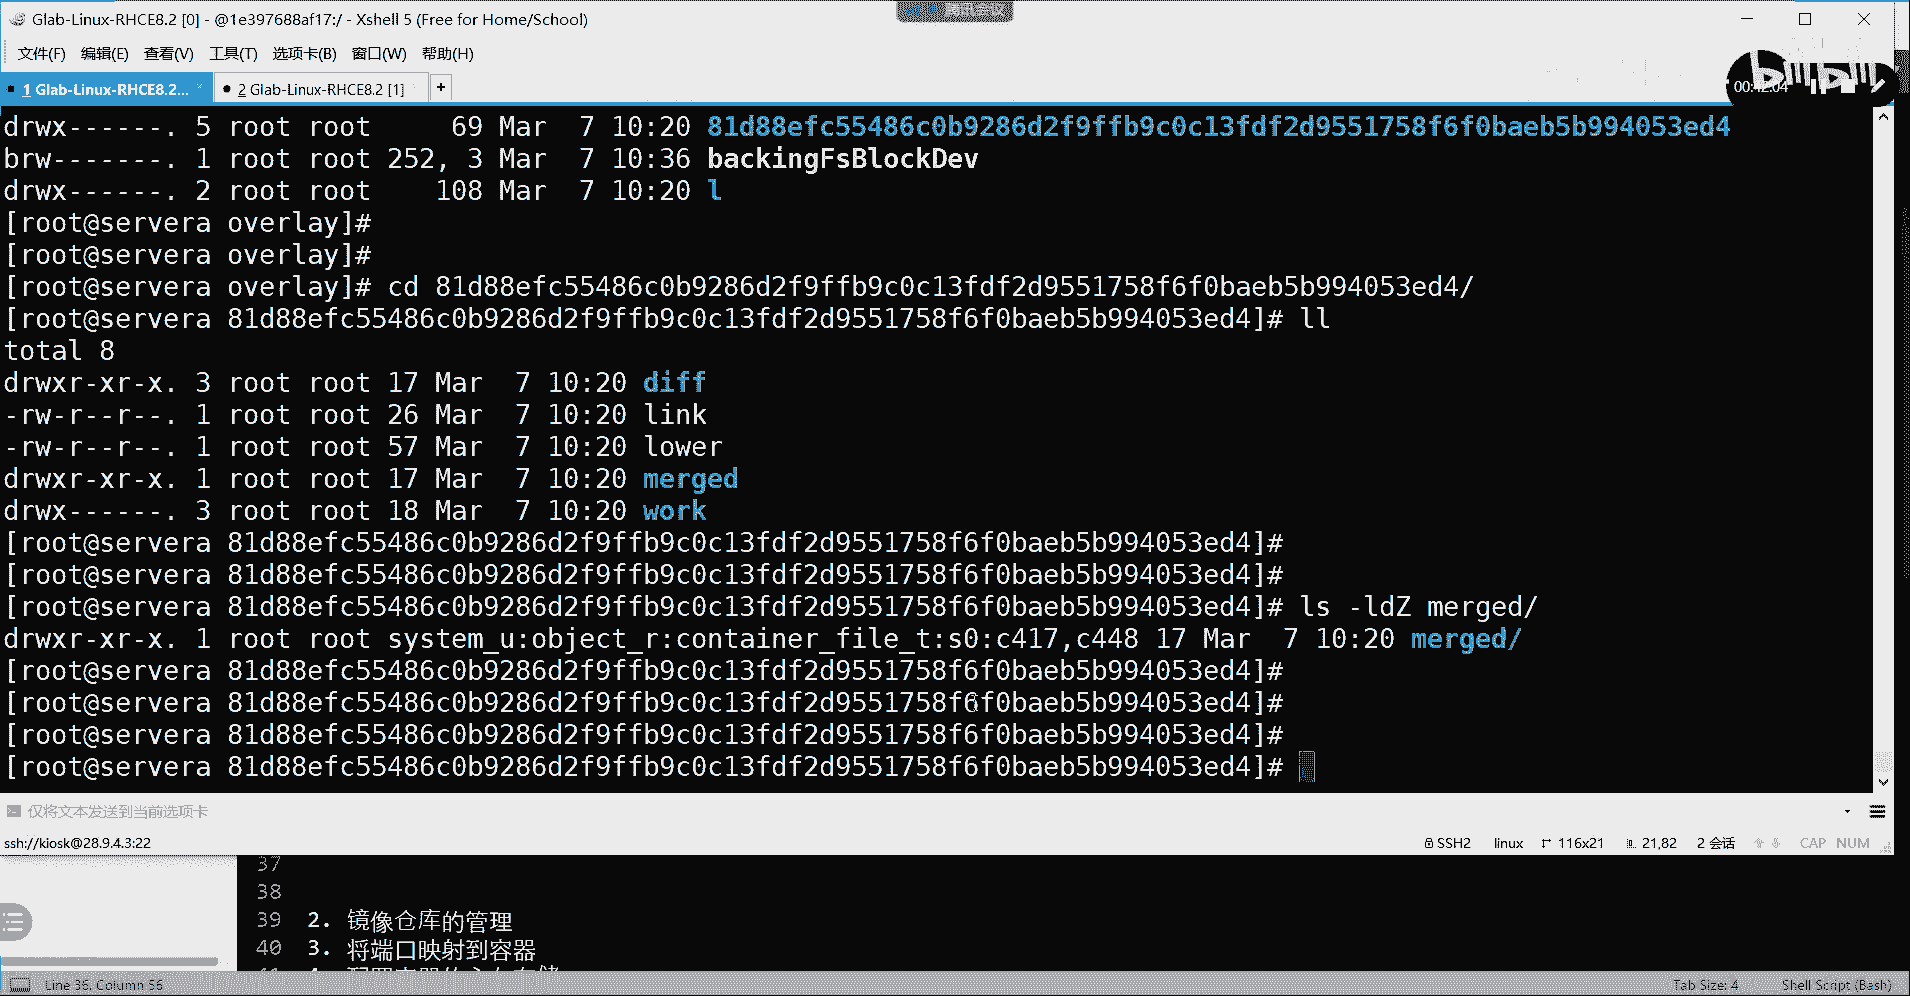 Glab-Linux-RHCE8.2 [0] - @1e397688af17:/ - Xshell 5 (Free for Home/School)
文件(F) 编辑(E) 查看(V) 工具(T) 选项卡(B) 窗口(W) 帮助(H)
1 Glab-Linux-RHCE8.2... 2 Glab-Linux-RHCE8.2 [1] +
drwx------. 5 root root     69 Mar  7 10:20 81d88efc55486c0b9286d2f9ffb9c0c13fdf2d9551758f6f0baeb5b994053ed4
brw-------. 1 root root 252, 3 Mar  7 10:36 backingFsBlockDev
drwx------. 2 root root    108 Mar  7 10:20 l
[root@servera overlay]#
[root@servera overlay]#
[root@servera overlay]# cd 81d88efc55486c0b9286d2f9ffb9c0c13fdf2d9551758f6f0baeb5b994053ed4/
[root@servera 81d88efc55486c0b9286d2f9ffb9c0c13fdf2d9551758f6f0baeb5b994053ed4]# ll
total 8
drwxr-xr-x. 3 root root 17 Mar  7 10:20 diff
-rw-r--r--. 1 root root 26 Mar  7 10:20 link
-rw-r--r--. 1 root root 57 Mar  7 10:20 lower
drwxr-xr-x. 1 root root 17 Mar  7 10:20 merged
drwx------. 3 root root 18 Mar  7 10:20 work
[root@servera 81d88efc55486c0b9286d2f9ffb9c0c13fdf2d9551758f6f0baeb5b994053ed4]#
[root@servera 81d88efc55486c0b9286d2f9ffb9c0c13fdf2d9551758f6f0baeb5b994053ed4]#
[root@servera 81d88efc55486c0b9286d2f9ffb9c0c13fdf2d9551758f6f0baeb5b994053ed4]# ls -ldZ merged/
drwxr-xr-x. 1 root root system_u:object_r:container_file_t:s0:c417,c448 17 Mar  7 10:20 merged/
[root@servera 81d88efc55486c0b9286d2f9ffb9c0c13fdf2d9551758f6f0baeb5b994053ed4]#
[root@servera 81d88efc55486c0b9286d2f9ffb9c0c13fdf2d9551758f6f0baeb5b994053ed4]#
[root@servera 81d88efc55486c0b9286d2f9ffb9c0c13fdf2d9551758f6f0baeb5b994053ed4]#
[root@servera 81d88efc55486c0b9286d2f9ffb9c0c13fdf2d9551758f6f0baeb5b994053ed4]#
仅将文本发送到当前选项卡
ssh://kiosk@28.9.4.3:22 SSH2 linux 116x21 21,82 2 会话 CAP NUM
37
38
39 2. 镜像仓库的管理
40 3. 将端口映射到容器
Line 36, Column 56 Tab Size: 4 Shell Script (Bash)